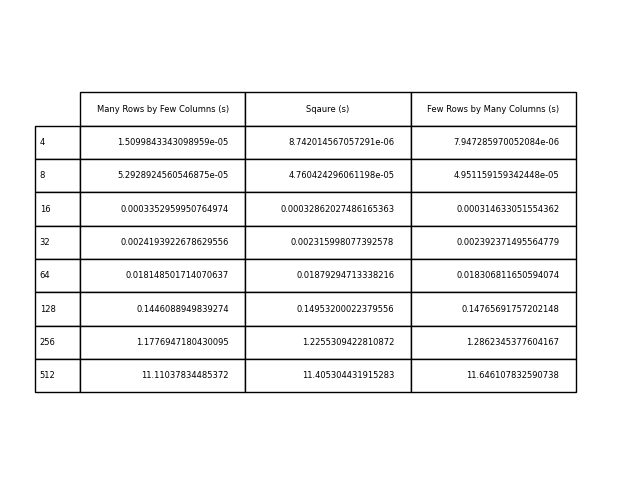 Many Rows by Few Columns (s) Sqaure (s) Few Rows by Many Columns (s)
4 1.5099843343098959e-05 8.742014567057291e-06 7.947285970052084e-06
8 5.2928924560546875e-05 4.760424296061198e-05 4.951159159342448e-05
16 0.0003352959950764974 0.00032862027486165363 0.000314633051554362
32 0.0024193922678629556 0.002315998077392578 0.002392371495564779
64 0.018148501714070637 0.01879294713338216 0.018306811650594074
128 0.1446088949839274 0.14953200022379556 0.14765691757202148
256 1.1776947180430095 1.2255309422810872 1.2862345377604167
512 11.11037834485372 11.405304431915283 11.646107832590738